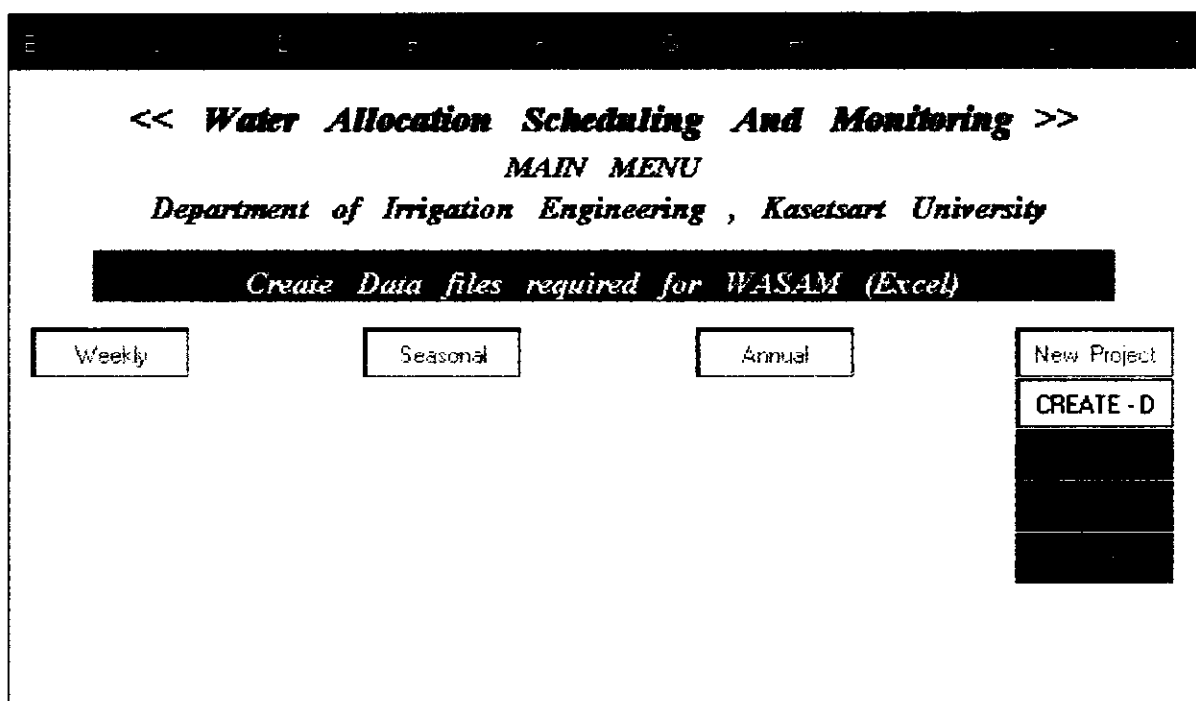 << Water Allocation Scheduling And Monitoring >>
MAIN MENU
Department of Irrigation Engineering , Kasetsart University
Create Data files required for WASAM (Excel)
Weekly Seasonal Annual New Project
CREATE - D